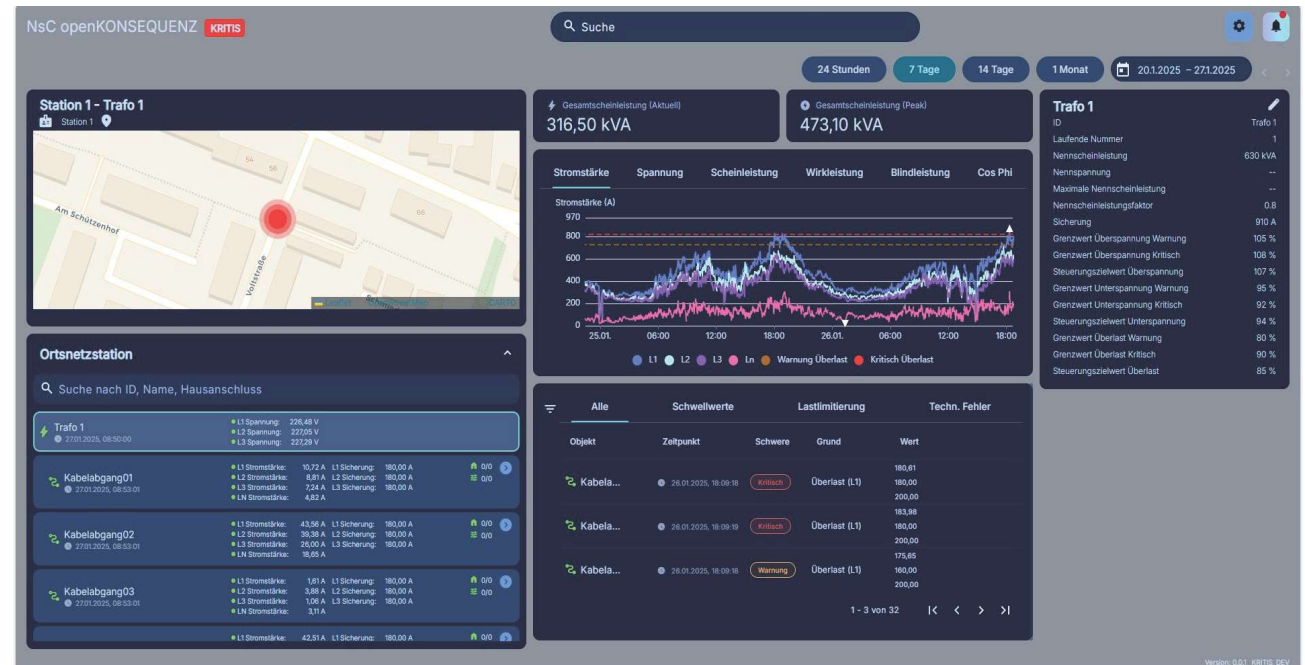 NsC openKONSEQUENZ KRITIS
Suche
24 Stunden 7 Tage 14 Tage 1 Monat 20.1.2025 – 27.1.2025
Station 1 - Trafo 1
Station 1
54
56
66
Am Schützenhof
Voltstraße
Leaflet
CARTO
Ortsnetzstation
Suche nach ID, Name, Hausanschluss
Trafo 1
27.01.2025, 08:50:00
L1 Spannung: 226,48 V
L2 Spannung: 227,05 V
L3 Spannung: 227,29 V
Kabelabgang01
27.01.2025, 08:53:01
L1 Stromstärke: 10,72 A L1 Sicherung: 180,00 A 0/0
L2 Stromstärke: 8,81 A L2 Sicherung: 180,00 A 0/0
L3 Stromstärke: 7,24 A L3 Sicherung: 180,00 A
LN Stromstärke: 4,82 A
Kabelabgang02
27.01.2025, 08:53:01
L1 Stromstärke: 43,56 A L1 Sicherung: 180,00 A 0/0
L2 Stromstärke: 39,38 A L2 Sicherung: 180,00 A 0/0
L3 Stromstärke: 26,00 A L3 Sicherung: 180,00 A
LN Stromstärke: 18,65 A
Kabelabgang03
27.01.2025, 08:53:01
L1 Stromstärke: 1,61 A L1 Sicherung: 180,00 A 0/0
L2 Stromstärke: 3,88 A L2 Sicherung: 180,00 A 0/0
L3 Stromstärke: 1,06 A L3 Sicherung: 180,00 A
LN Stromstärke: 3,11 A
L1 Stromstärke: 42,51 A L1 Sicherung: 180,00 A 0/0
Gesamtscheinleistung (Aktuell)
316,50 kVA
Gesamtscheinleistung (Peak)
473,10 kVA
Stromstärke Spannung Scheinleistung Wirkleistung Blindleistung Cos Phi
Stromstärke (A)
970
800
600
400
200
0
25.01. 06:00 12:00 18:00 26.01. 06:00 12:00 18:00
L1 L2 L3 Ln Warnung Überlast Kritisch Überlast
Alle Schwellwerte Lastlimitierung Techn. Fehler
Objekt Zeitpunkt Schwere Grund Wert
180,61
Kabela... 26.01.2025, 18:09:18 Kritisch Überlast (L1) 180,00
200,00
183,98
Kabela... 26.01.2025, 18:09:19 Kritisch Überlast (L1) 180,00
200,00
175,65
Kabela... 26.01.2025, 18:09:18 Warnung Überlast (L1) 160,00
200,00
1 - 3 von 32
Trafo 1
ID Trafo 1
Laufende Nummer 1
Nennscheinleistung 630 kVA
Nennspannung --
Maximale Nennscheinleistung --
Nennscheinleistungsfaktor 0.8
Sicherung 910 A
Grenzwert Überspannung Warnung 105 %
Grenzwert Überspannung Kritisch 108 %
Steuerungszielwert Überspannung 107 %
Grenzwert Unterspannung Warnung 95 %
Grenzwert Unterspannung Kritisch 92 %
Steuerungszielwert Unterspannung 94 %
Grenzwert Überlast Warnung 80 %
Grenzwert Überlast Kritisch 90 %
Steuerungszielwert Überlast 85 %
Version: 0.0.1 KRITIS_DEV